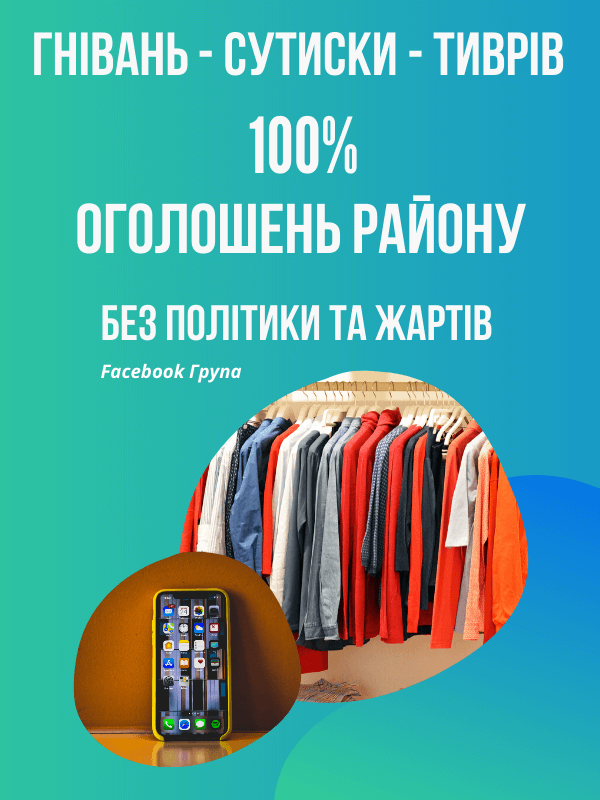 ГНІВАНЬ - СУТИСКИ - ТИВРІВ
100%
ОГОЛОШЕНЬ РАЙОНУ
БЕЗ ПОЛІТИКИ ТА ЖАРТІВ
Facebook Група